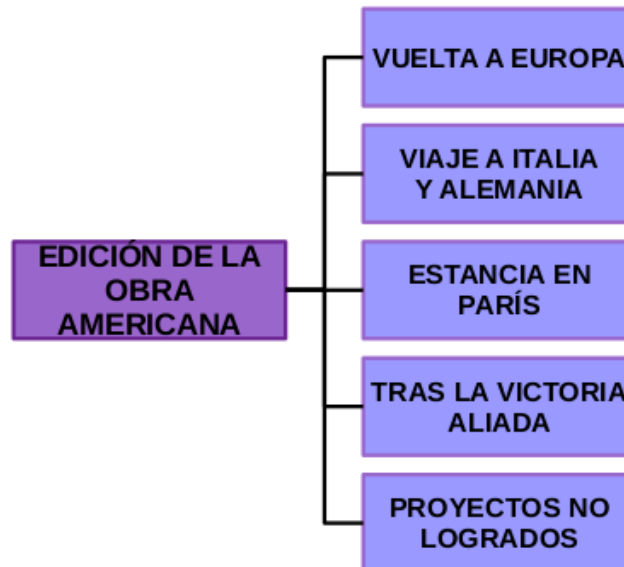 EDICIÓN DE LA
OBRA
AMERICANA
VUELTA A EUROPA
VIAJE A ITALIA
Y ALEMANIA
ESTANCIA EN
PARÍS
TRAS LA VICTORIA
ALIADA
PROYECTOS NO
LOGRADOS